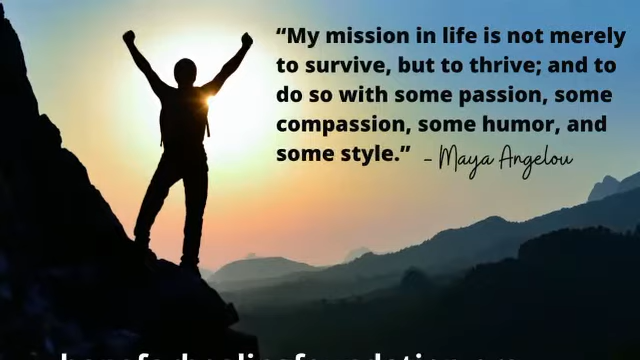 “My mission in life is not merely
to survive, but to thrive; and to
do so with some passion, some
compassion, some humor, and
some style.” - Maya Angelou